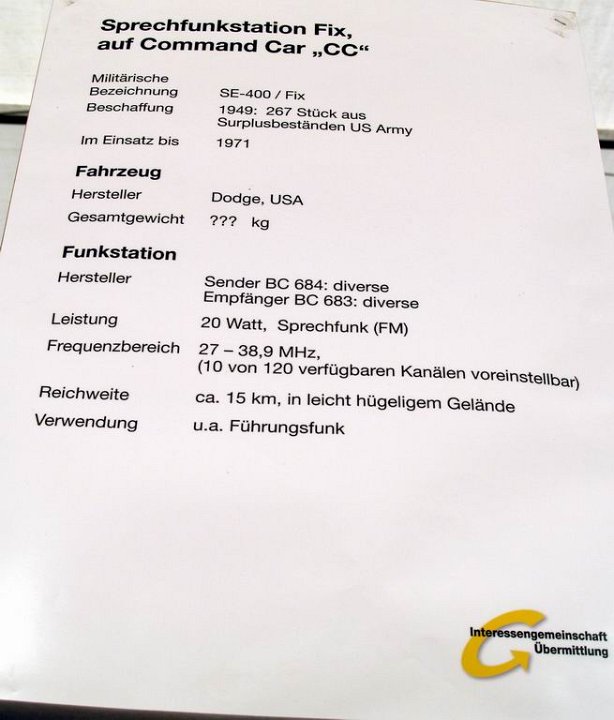 Sprechfunkstation Fix,
auf Command Car „CC“
Militärische
Bezeichnung SE-400 / Fix
Beschaffung 1949: 267 Stück aus
Surplusbeständen US Army
Im Einsatz bis 1971
Fahrzeug
Hersteller Dodge, USA
Gesamtgewicht ??? kg
Funkstation
Hersteller Sender BC 684: diverse
Empfänger BC 683: diverse
Leistung 20 Watt, Sprechfunk (FM)
Frequenzbereich 27 – 38,9 MHz,
(10 von 120 verfügbaren Kanälen voreinstellbar)
Reichweite ca. 15 km, in leicht hügeligem Gelände
Verwendung u.a. Führungsfunk
Interessengemeinschaft
Übermittlung